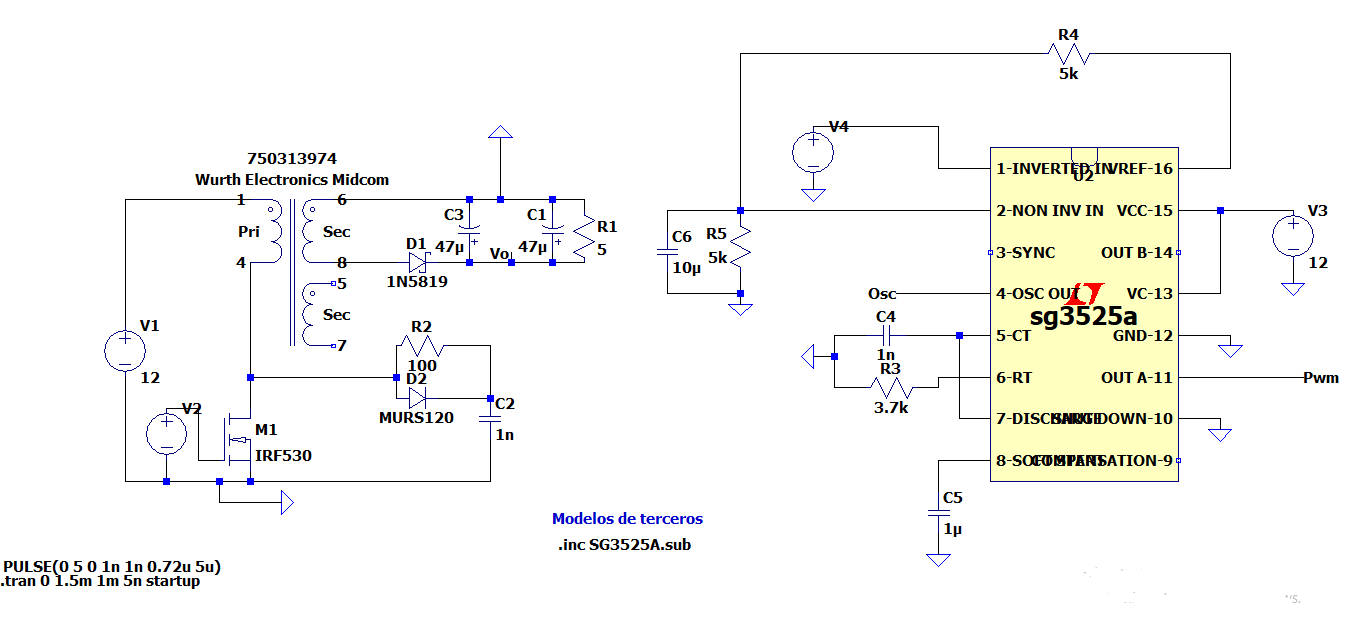 R4
5k
V4
750313974
Wurth Electronics Midcom
1
6
Pri
Sec
4
8
C3
47µ
D1
1N5819
Vo
C1
47µ
R1
5
5
Sec
7
V1
12
R2
100
D2
MURS120
C2
1n
V2
M1
IRF530
C6
10µ
R5
5k
Osc
C4
1n
R3
3.7k
C5
1µ
1-INVERTED IN
VREF-16
U2
2-NON INV IN
VCC-15
3-SYNC
OUT B-14
4-OSC OUT
VC-13
sg3525a
5-CT
GND-12
6-RT
OUT A-11
7-DISCHARGE
SHUTDOWN-10
8-SOFT START
COMPENSATION-9
V3
12
Pwm
Modelos de terceros
.inc SG3525A.sub
PULSE(0 5 0 1n 1n 0.72u 5u)
.tran 0 1.5m 1m 5n startup